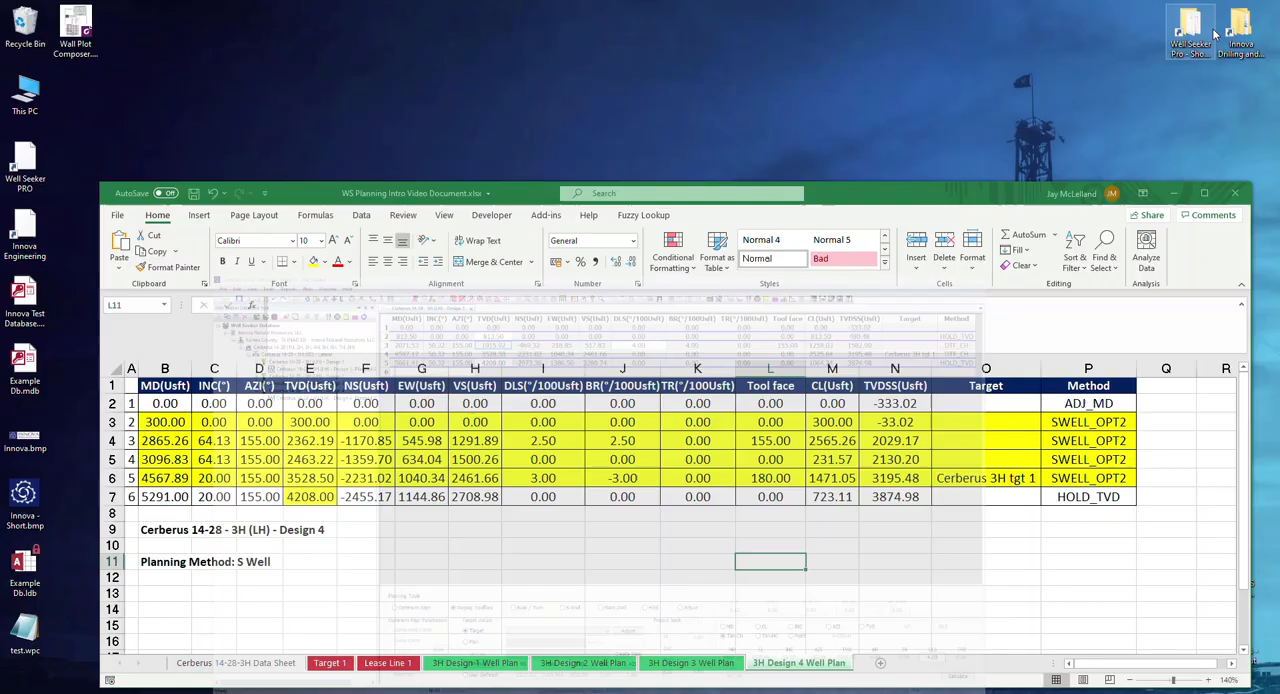 Recycle Bin
Wall Plot
Composer....
This PC
Well Seeker
PRO
Innova
Engineering
Innova Test
Database....
Example
Db.mdb
Innova.bmp
Innova -
Short.bmp
Example
Db.ldb
test.wpc
Well Seeker
Pro - Sho...
Innova
Drilling and...
AutoSave Off WS Planning Intro Video Document.xlsx Search Jay McLelland JM
File Home Insert Page Layout Formulas Data Review View Developer Add-ins Help Fuzzy Lookup Share Comments
Paste Cut Copy Format Painter Clipboard
Calibri 10 B I U Font
Wrap Text Merge & Center Alignment
General Number
Conditional Formatting Format as Table Normal 4 Normal 5 Normal Bad Styles
Insert Delete Format Cells
AutoSum Fill Clear Sort & Filter Find & Select Editing
Analyze Data Analysis
L11
A B C D E F G H I J K L M N O P Q R
1 MD(Usft) INC(°) AZI(°) TVD(Usft) NS(Usft) EW(Usft) VS(Usft) DLS(°/100Usft) BR(°/100Usft) TR(°/100Usft) Tool face CL(Usft) TVDSS(Usft) Target Method
2 1 0.00 0.00 0.00 0.00 0.00 0.00 0.00 0.00 0.00 0.00 0.00 0.00 -333.02 ADJ_MD
3 2 300.00 0.00 0.00 300.00 0.00 0.00 0.00 0.00 0.00 0.00 0.00 300.00 -33.02 SWELL_OPT2
4 3 2865.26 64.13 155.00 2362.19 -1170.85 545.98 1291.89 2.50 2.50 0.00 155.00 2565.26 2029.17 SWELL_OPT2
5 4 3096.83 64.13 155.00 2463.22 -1359.70 634.04 1500.26 0.00 0.00 0.00 0.00 231.57 2130.20 SWELL_OPT2
6 5 4567.89 20.00 155.00 3528.50 -2231.02 1040.34 2461.66 3.00 -3.00 0.00 180.00 1471.05 3195.48 Cerberus 3H tgt 1 SWELL_OPT2
7 6 5291.00 20.00 155.00 4208.00 -2455.17 1144.86 2708.98 0.00 0.00 0.00 0.00 723.11 3874.98 HOLD_TVD
8
9 Cerberus 14-28 - 3H (LH) - Design 4
10
11 Planning Method: S Well
12
13
14
15
16
Cerberus 14-28-3H Data Sheet Target 1 Lease Line 1 3H Design 1 Well Plan 3H Design 2 Well Plan 3H Design 3 Well Plan 3H Design 4 Well Plan
140%